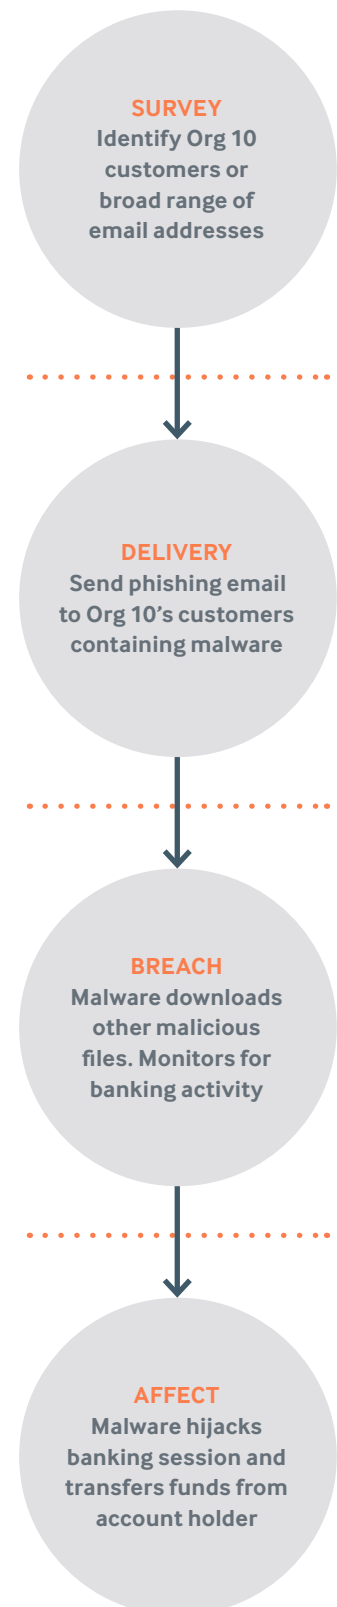 SURVEY
Identify Org 10
customers or
broad range of
email addresses
DELIVERY
Send phishing email
to Org 10’s customers
containing malware
BREACH
Malware downloads
other malicious
files. Monitors for
banking activity
AFFECT
Malware hijacks
banking session and
transfers funds from
account holder